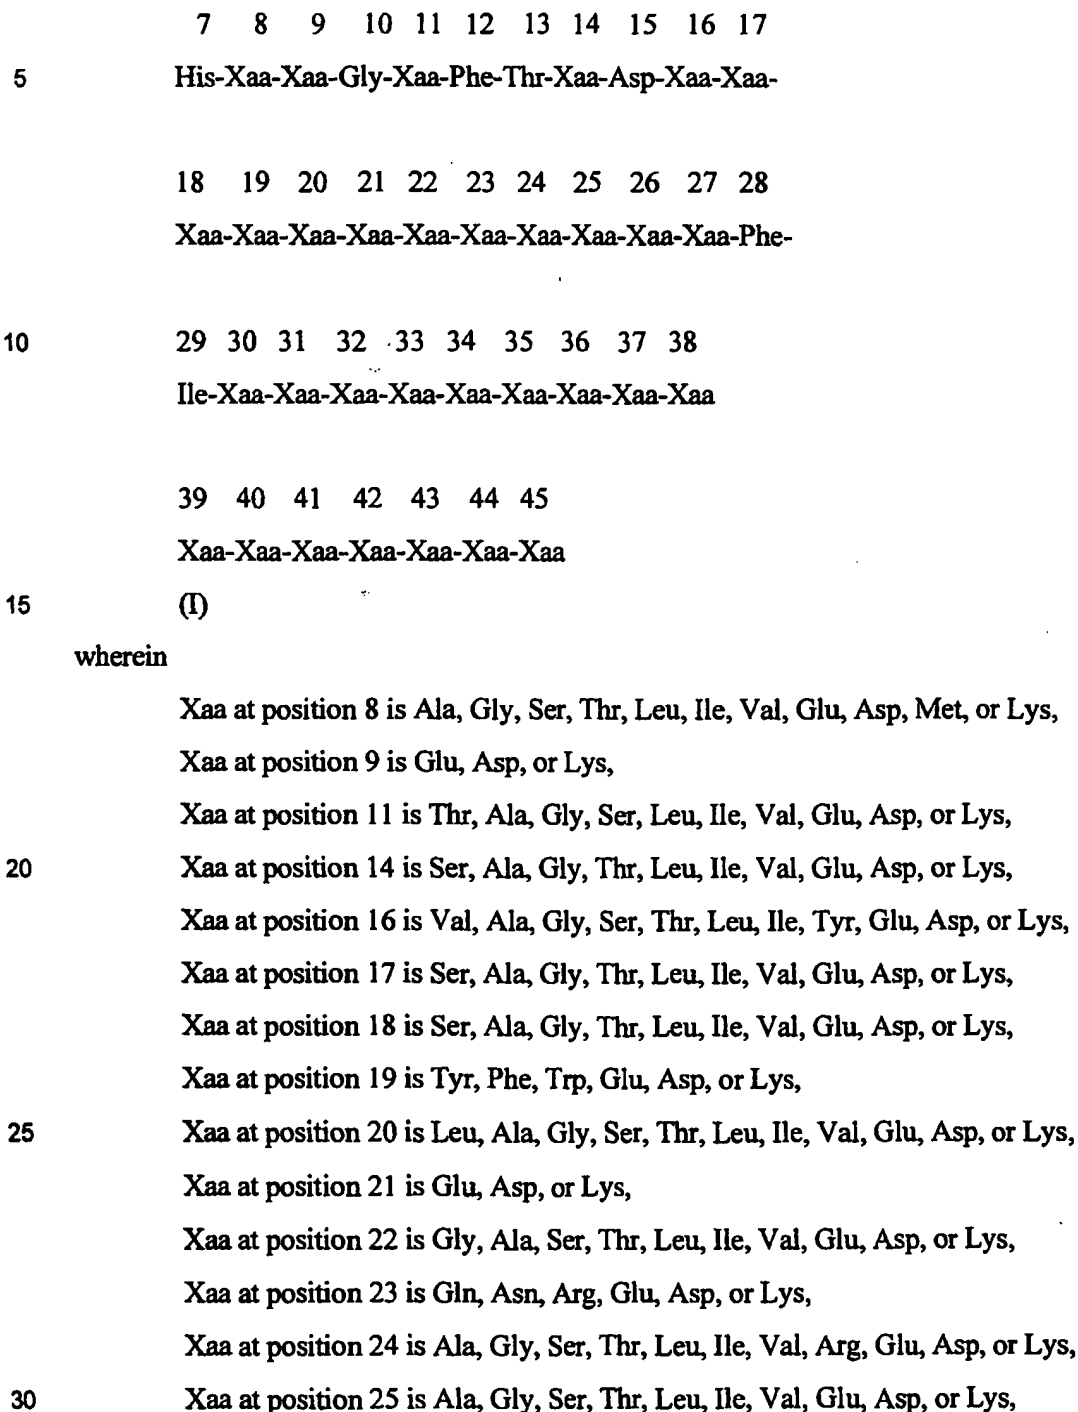 7 8 9 10 11 12 13 14 15 16 17
5 His-Xaa-Xaa-Gly-Xaa-Phe-Thr-Xaa-Asp-Xaa-Xaa-
18 19 20 21 22 23 24 25 26 27 28
Xaa-Xaa-Xaa-Xaa-Xaa-Xaa-Xaa-Xaa-Xaa-Xaa-Phe-
10 29 30 31 32 33 34 35 36 37 38
Ile-Xaa-Xaa-Xaa-Xaa-Xaa-Xaa-Xaa-Xaa-Xaa
39 40 41 42 43 44 45
Xaa-Xaa-Xaa-Xaa-Xaa-Xaa-Xaa
15 (I)
wherein
Xaa at position 8 is Ala, Gly, Ser, Thr, Leu, Ile, Val, Glu, Asp, Met, or Lys,
Xaa at position 9 is Glu, Asp, or Lys,
Xaa at position 11 is Thr, Ala, Gly, Ser, Leu, Ile, Val, Glu, Asp, or Lys,
20 Xaa at position 14 is Ser, Ala, Gly, Thr, Leu, Ile, Val, Glu, Asp, or Lys,
Xaa at position 16 is Val, Ala, Gly, Ser, Thr, Leu, Ile, Tyr, Glu, Asp, or Lys,
Xaa at position 17 is Ser, Ala, Gly, Thr, Leu, Ile, Val, Glu, Asp, or Lys,
Xaa at position 18 is Ser, Ala, Gly, Thr, Leu, Ile, Val, Glu, Asp, or Lys,
Xaa at position 19 is Tyr, Phe, Trp, Glu, Asp, or Lys,
25 Xaa at position 20 is Leu, Ala, Gly, Ser, Thr, Leu, Ile, Val, Glu, Asp, or Lys,
Xaa at position 21 is Glu, Asp, or Lys,
Xaa at position 22 is Gly, Ala, Ser, Thr, Leu, Ile, Val, Glu, Asp, or Lys,
Xaa at position 23 is Gln, Asn, Arg, Glu, Asp, or Lys,
Xaa at position 24 is Ala, Gly, Ser, Thr, Leu, Ile, Val, Arg, Glu, Asp, or Lys,
30 Xaa at position 25 is Ala, Gly, Ser, Thr, Leu, Ile, Val, Glu, Asp, or Lys,